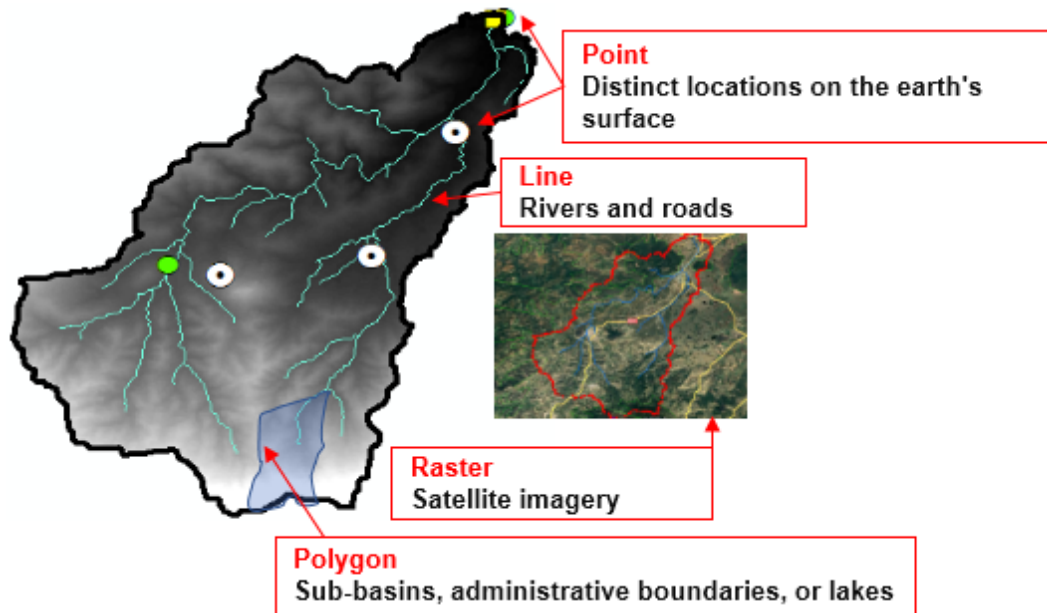 Point
Distinct locations on the earth's
surface
Line
Rivers and roads
Raster
Satellite imagery
Polygon
Sub-basins, administrative boundaries, or lakes